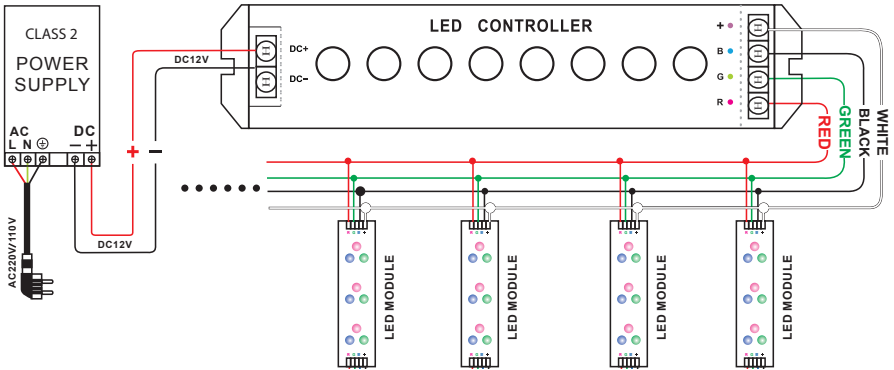 CLASS 2
POWER
SUPPLY
AC
L N
DC
− +
+ −
DC12V
DC12V
AC220V/110V
LED CONTROLLER
DC+
DC−
+
B
G
R
RED
GREEN
BLACK
WHITE
R G B +
LED MODULE
R G B +
R G B +
LED MODULE
R G B +
R G B +
LED MODULE
R G B +
R G B +
LED MODULE
R G B +